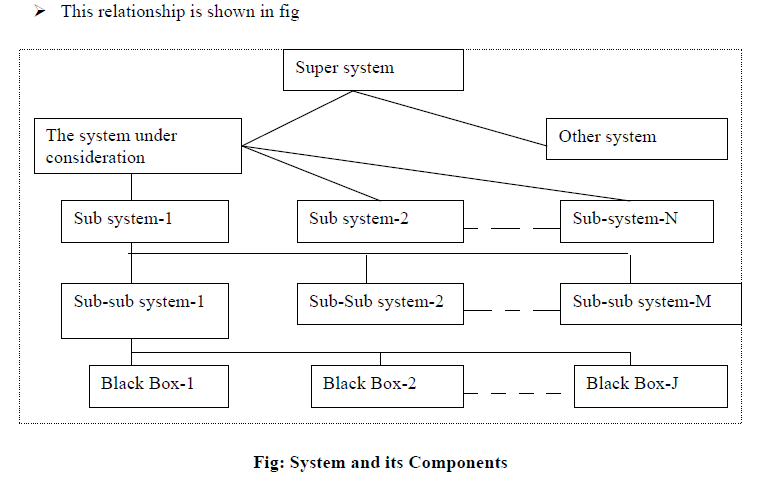 ➢ This relationship is shown in fig
Super system
The system under
consideration
Other system
Sub system-1
Sub system-2
Sub-system-N
Sub-sub system-1
Sub-Sub system-2
Sub-sub system-M
Black Box-1
Black Box-2
Black Box-J
Fig: System and its Components